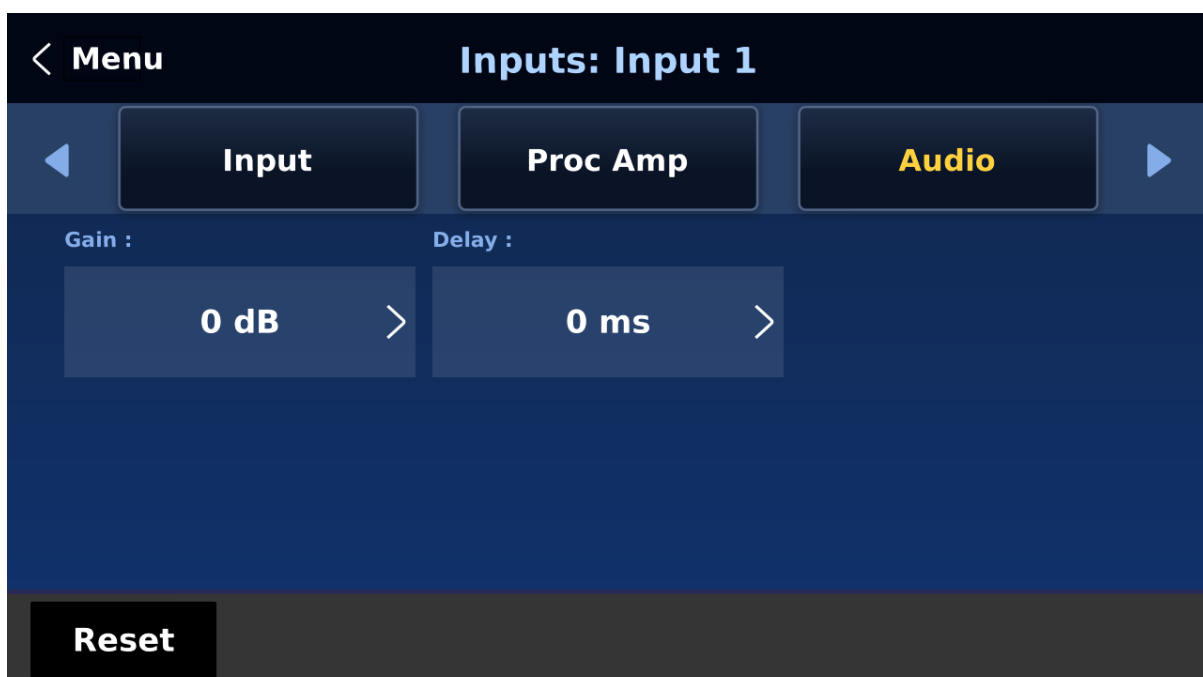 Menu
Inputs: Input 1
Input
Proc Amp
Audio
Gain :
Delay :
0 dB
0 ms
Reset